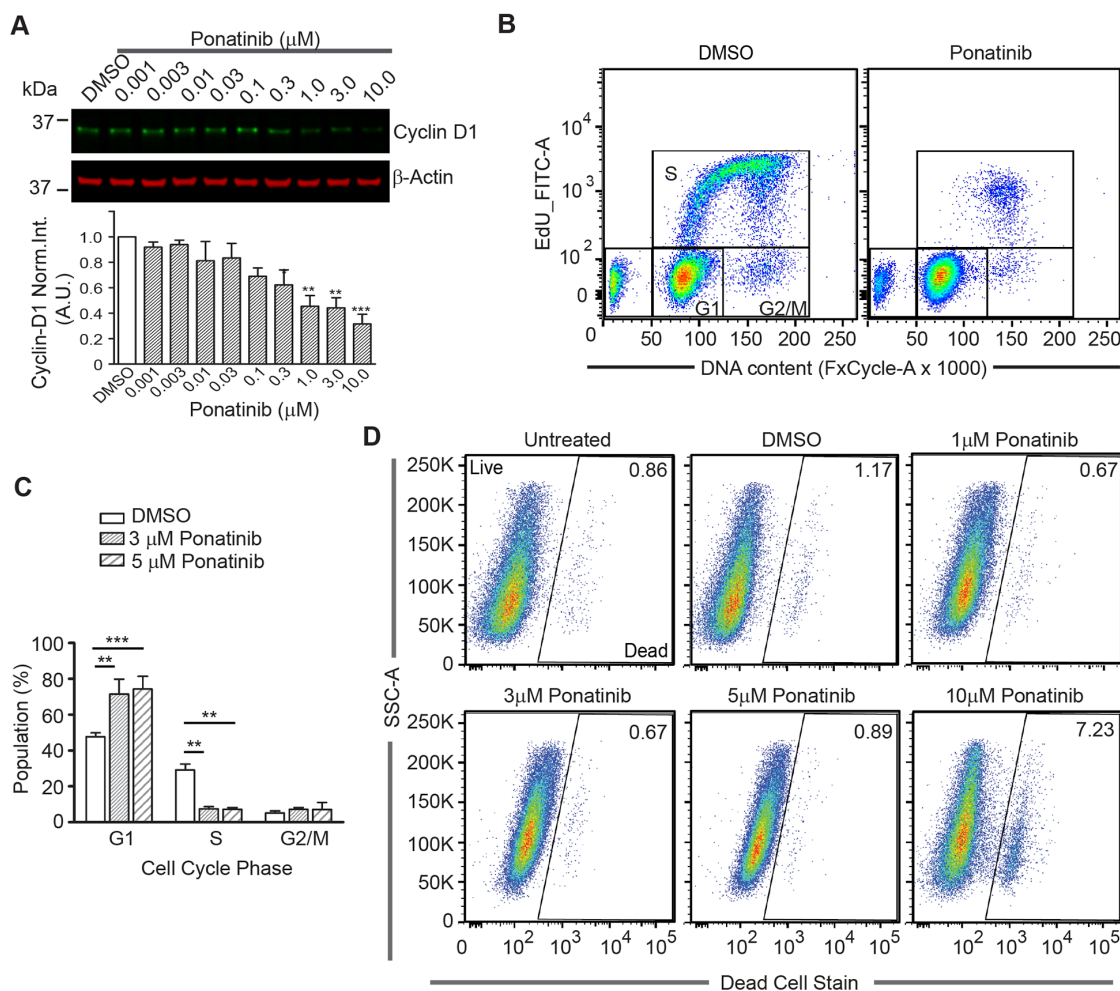 A
Ponatinib (μM)
kDa
DMSO 0.001 0.003 0.01 0.03 0.1 0.3 1.0 3.0 10.0
37
Cyclin D1
37
β-Actin
Cyclin-D1 Norm.Int.
(A.U.)
1.0
0.8
0.6
0.4
0.2
0
** ** ***
DMSO 0.001 0.003 0.01 0.03 0.1 0.3 1.0 3.0 10.0
Ponatinib (μM)
B
DMSO Ponatinib
EdU_FITC-A
10^4
10^3
10^2
0
S
G1 G2/M
0 50 100 150 200 250 0 50 100 150 200 250
DNA content (FxCycle-A x 1000)
C
DMSO
3 μM Ponatinib
5 μM Ponatinib
Population (%)
100
80
60
40
20
0
***
**
**
**
G1 S G2/M
Cell Cycle Phase
D
Untreated DMSO 1μM Ponatinib
SSC-A
250K
200K
150K
100K
50K
0
Live 0.86 1.17 0.67
Dead
3μM Ponatinib 5μM Ponatinib 10μM Ponatinib
250K
200K
150K
100K
50K
0
0.67 0.89 7.23
0 10^2 10^3 10^4 10^5 0 10^2 10^3 10^4 10^5 0 10^2 10^3 10^4 10^5
Dead Cell Stain